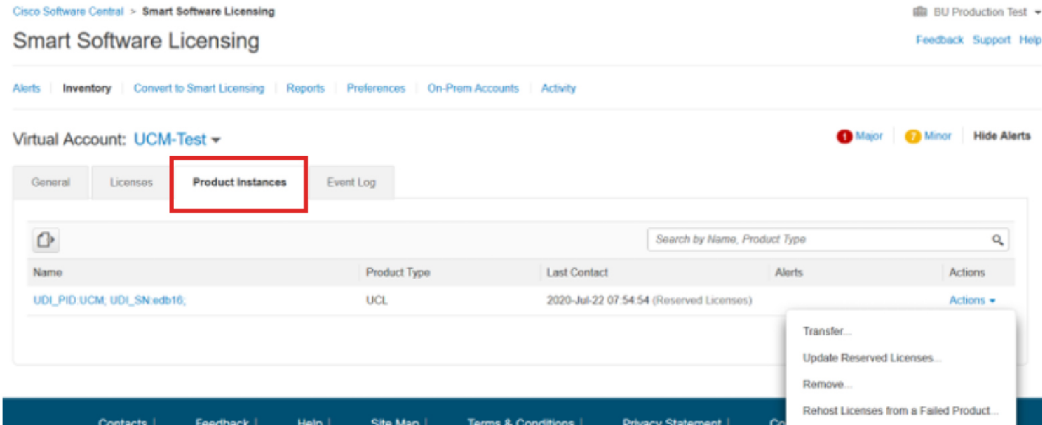 Cisco Software Central > Smart Software Licensing
BU Production Test
Smart Software Licensing
Feedback Support Help
Alerts | Inventory | Convert to Smart Licensing | Reports | Preferences | On-Prem Accounts | Activity
Virtual Account: UCM-Test
1 Major | 7 Minor | Hide Alerts
General Licenses Product Instances Event Log
Search by Name, Product Type
Name Product Type Last Contact Alerts Actions
UDI_PID:UCM; UDI_SN:edb16; UCL 2020-Jul-22 07:54:54 (Reserved Licenses) Actions
Transfer...
Update Reserved Licenses...
Remove...
Rehost Licenses from a Failed Product...
Contacts | Feedback | Help | Site Map | Terms & Conditions | Privacy Statement |